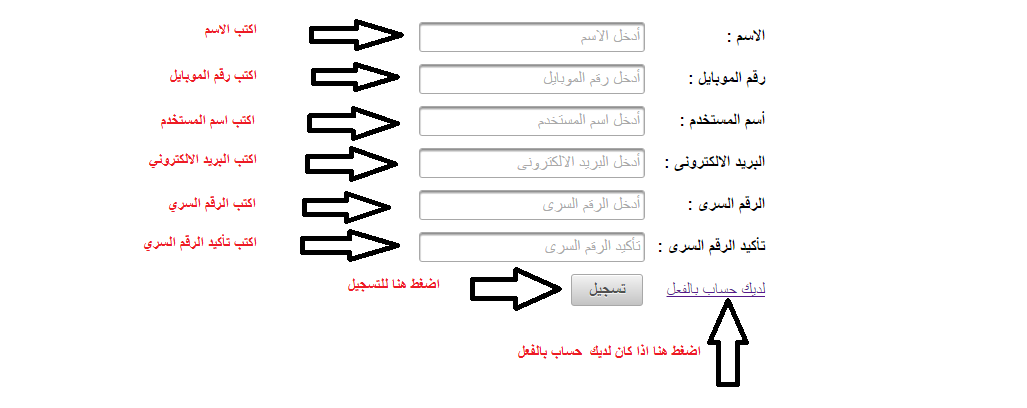 الاسم : أدخل الاسم اكتب الاسم
رقم الموبايل : أدخل رقم الموبايل اكتب رقم الموبايل
أسم المستخدم : أدخل اسم المستخدم اكتب اسم المستخدم
البريد الالكترونى : أدخل البريد الالكترونى اكتب البريد الالكتروني
الرقم السرى : أدخل الرقم السرى اكتب الرقم السري
تأكيد الرقم السرى : تأكيد الرقم السرى اكتب تأكيد الرقم السري
لديك حساب بالفعل تسجيل اضغط هنا للتسجيل
اضغط هنا اذا كان لديك حساب بالفعل